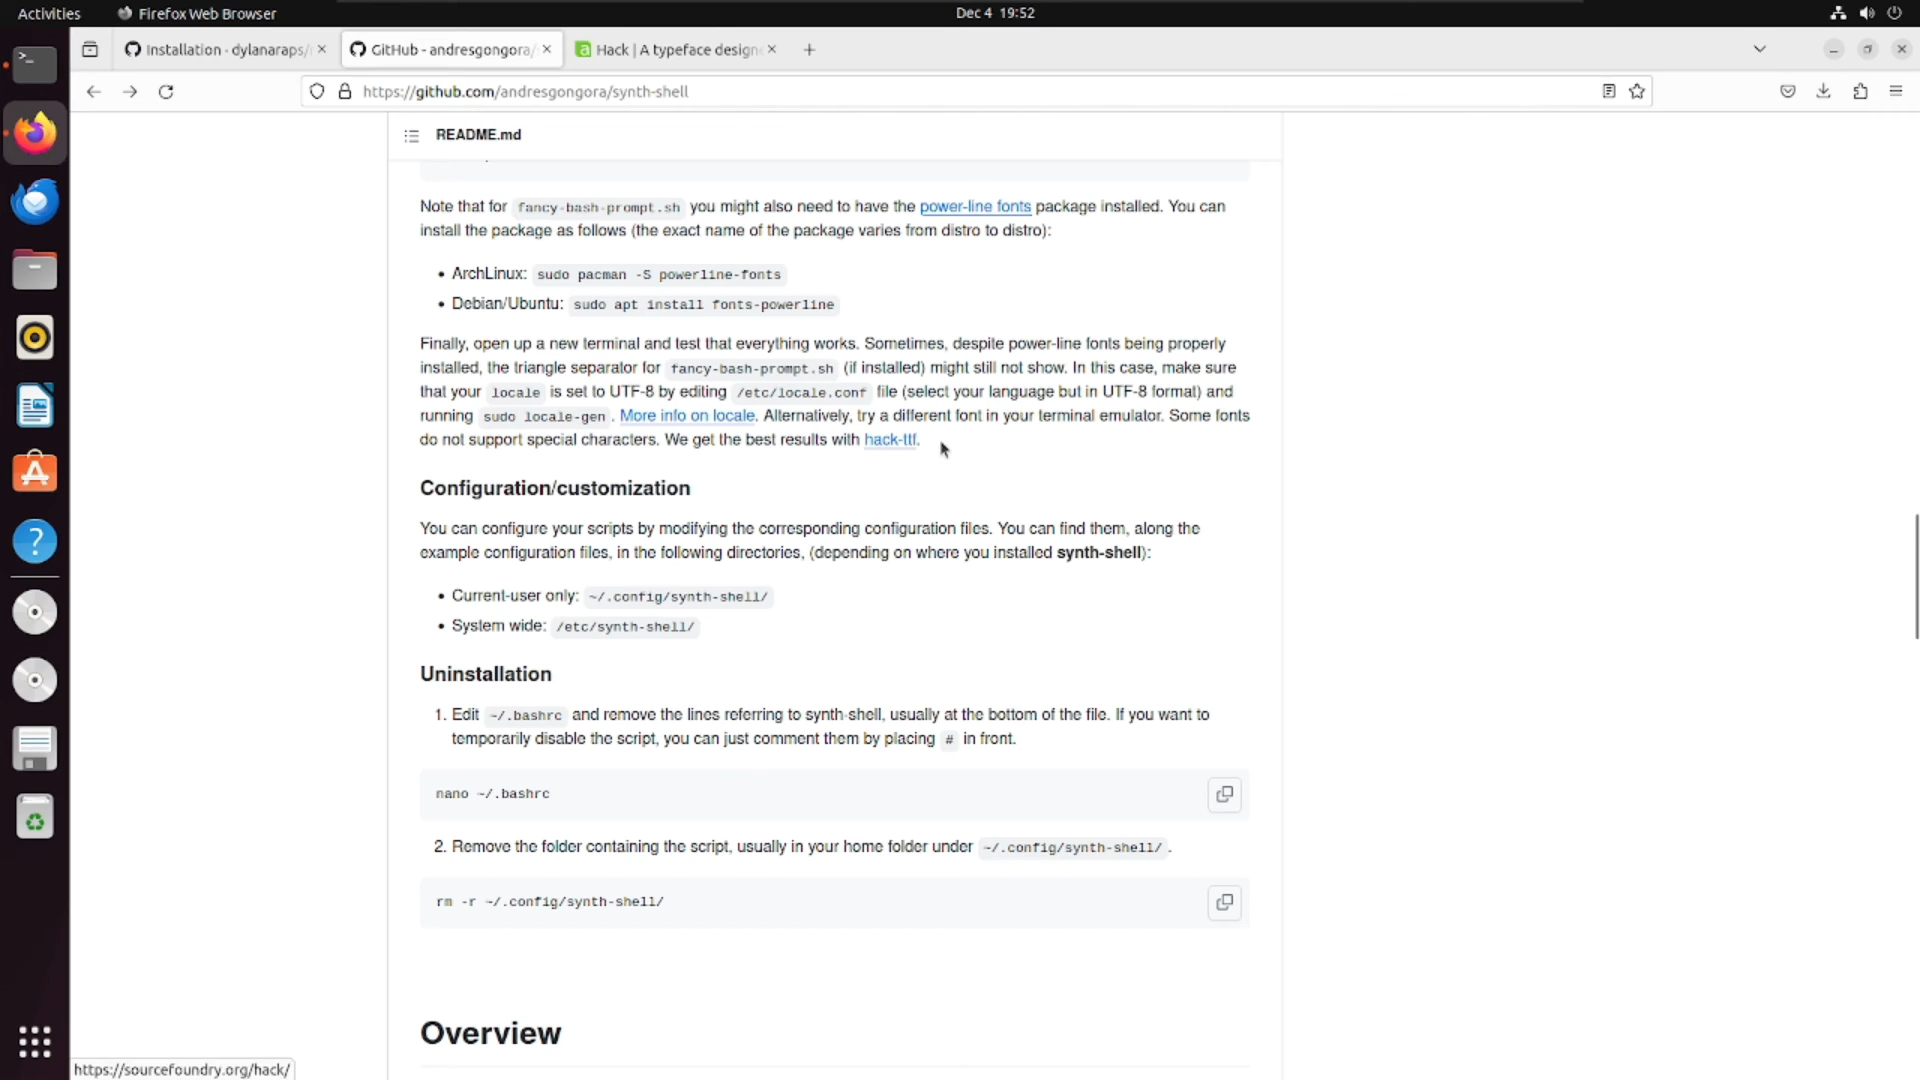 Activities Firefox Web Browser Dec 4 19:52
Installation · dylanaraps/ GitHub - andresgongora/ Hack | A typeface design
https://github.com/andresgongora/synth-shell
README.md
Note that for fancy-bash-prompt.sh you might also need to have the power-line fonts package installed. You can
install the package as follows (the exact name of the package varies from distro to distro):
• ArchLinux: sudo pacman -S powerline-fonts
• Debian/Ubuntu: sudo apt install fonts-powerline
Finally, open up a new terminal and test that everything works. Sometimes, despite power-line fonts being properly
installed, the triangle separator for fancy-bash-prompt.sh (if installed) might still not show. In this case, make sure
that your locale is set to UTF-8 by editing /etc/locale.conf file (select your language but in UTF-8 format) and
running sudo locale-gen . More info on locale. Alternatively, try a different font in your terminal emulator. Some fonts
do not support special characters. We get the best results with hack-ttf.
Configuration/customization
You can configure your scripts by modifying the corresponding configuration files. You can find them, along the
example configuration files, in the following directories, (depending on where you installed synth-shell):
• Current-user only: ~/.config/synth-shell/
• System wide: /etc/synth-shell/
Uninstallation
1. Edit ~/.bashrc and remove the lines referring to synth-shell, usually at the bottom of the file. If you want to
temporarily disable the script, you can just comment them by placing # in front.
nano ~/.bashrc
2. Remove the folder containing the script, usually in your home folder under ~/.config/synth-shell/ .
rm -r ~/.config/synth-shell/
Overview
https://sourcefoundry.org/hack/